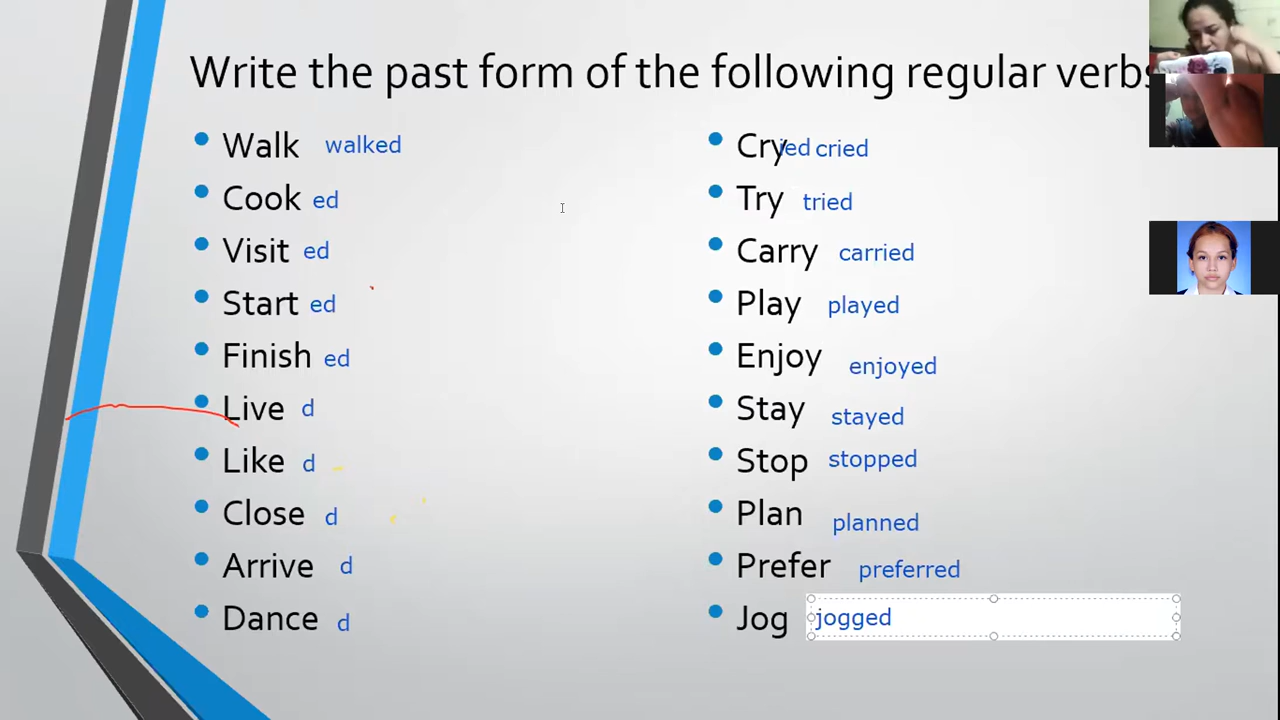 Write the past form of the following regular verbs
Walk walked
Cook ed
Visit ed
Start ed
Finish ed
Live d
Like d
Close d
Arrive d
Dance d
Cry ied cried
Try tried
Carry carried
Play played
Enjoy enjoyed
Stay stayed
Stop stopped
Plan planned
Prefer preferred
Jog jogged